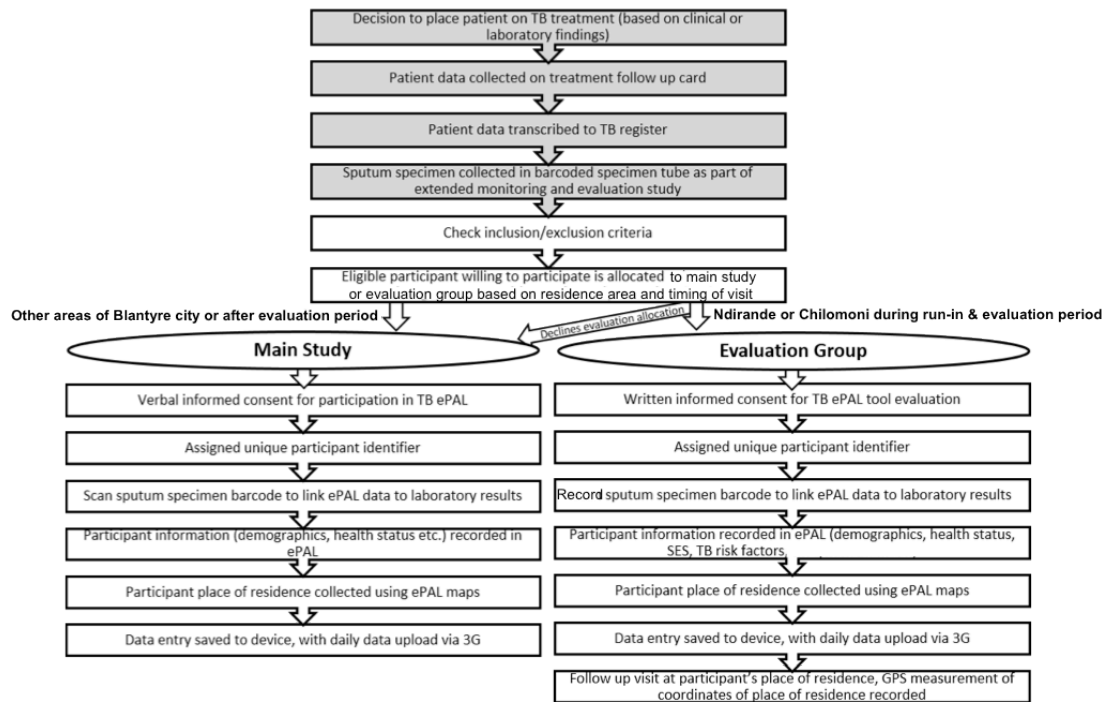 Decision to place patient on TB treatment (based on clinical or
laboratory findings)
Patient data collected on treatment follow up card
Patient data transcribed to TB register
Sputum specimen collected in barcoded specimen tube as part of
extended monitoring and evaluation study
Check inclusion/exclusion criteria
Eligible participant willing to participate is allocated to main study
or evaluation group based on residence area and timing of visit
Other areas of Blantyre city or after evaluation period
Declines evaluation allocation
Ndirande or Chilomoni during run-in & evaluation period
Main Study
Verbal informed consent for participation in TB ePAL
Assigned unique participant identifier
Scan sputum specimen barcode to link ePAL data to laboratory results
Participant information (demographics, health status etc.) recorded in
ePAL
Participant place of residence collected using ePAL maps
Data entry saved to device, with daily data upload via 3G
Evaluation Group
Written informed consent for TB ePAL tool evaluation
Assigned unique participant identifier
Record sputum specimen barcode to link ePAL data to laboratory results
Participant information recorded in ePAL (demographics, health status,
SES, TB risk factors,
Participant place of residence collected using ePAL maps
Data entry saved to device, with daily data upload via 3G
Follow up visit at participant's place of residence, GPS measurement of
coordinates of place of residence recorded